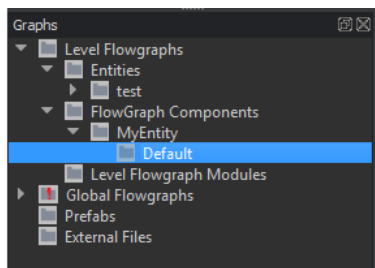 Graphs
Level Flowgraphs
Entities
test
FlowGraph Components
MyEntity
Default
Level Flowgraph Modules
Global Flowgraphs
Prefabs
External Files